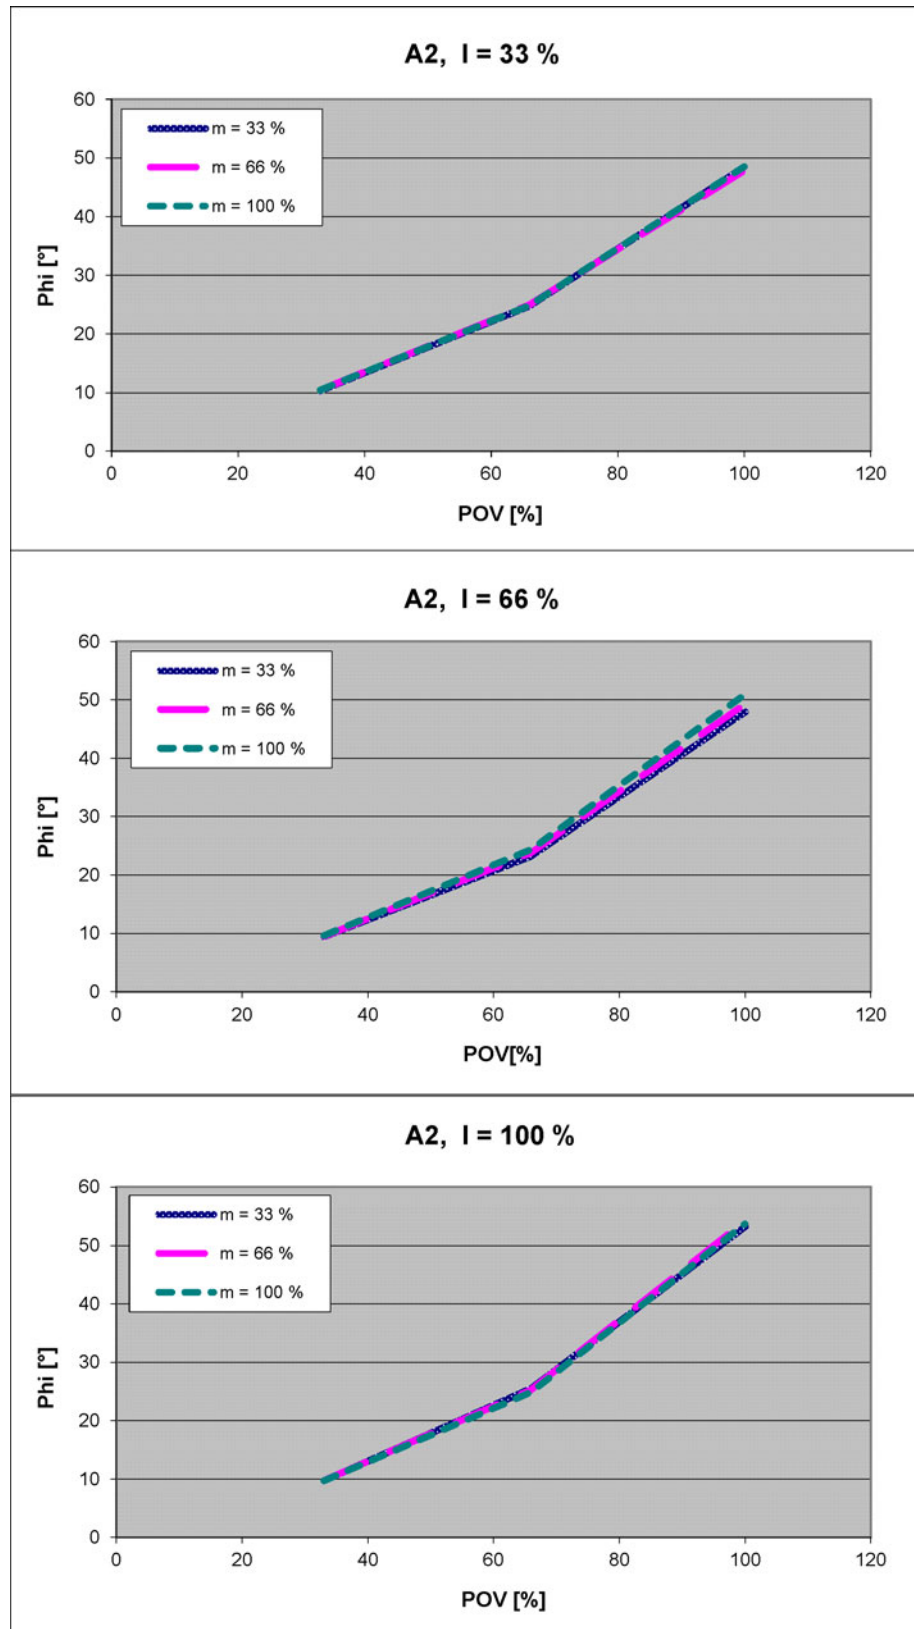 A2, I = 33 %
60
50
40
30
20
10
0
m = 33 %
m = 66 %
m = 100 %
Phi [°]
0 20 40 60 80 100 120
POV [%]
A2, I = 66 %
60
50
40
30
20
10
0
m = 33 %
m = 66 %
m = 100 %
Phi [°]
0 20 40 60 80 100 120
POV[%]
A2, I = 100 %
60
50
40
30
20
10
0
m = 33 %
m = 66 %
m = 100 %
Phi [°]
0 20 40 60 80 100 120
POV [%]